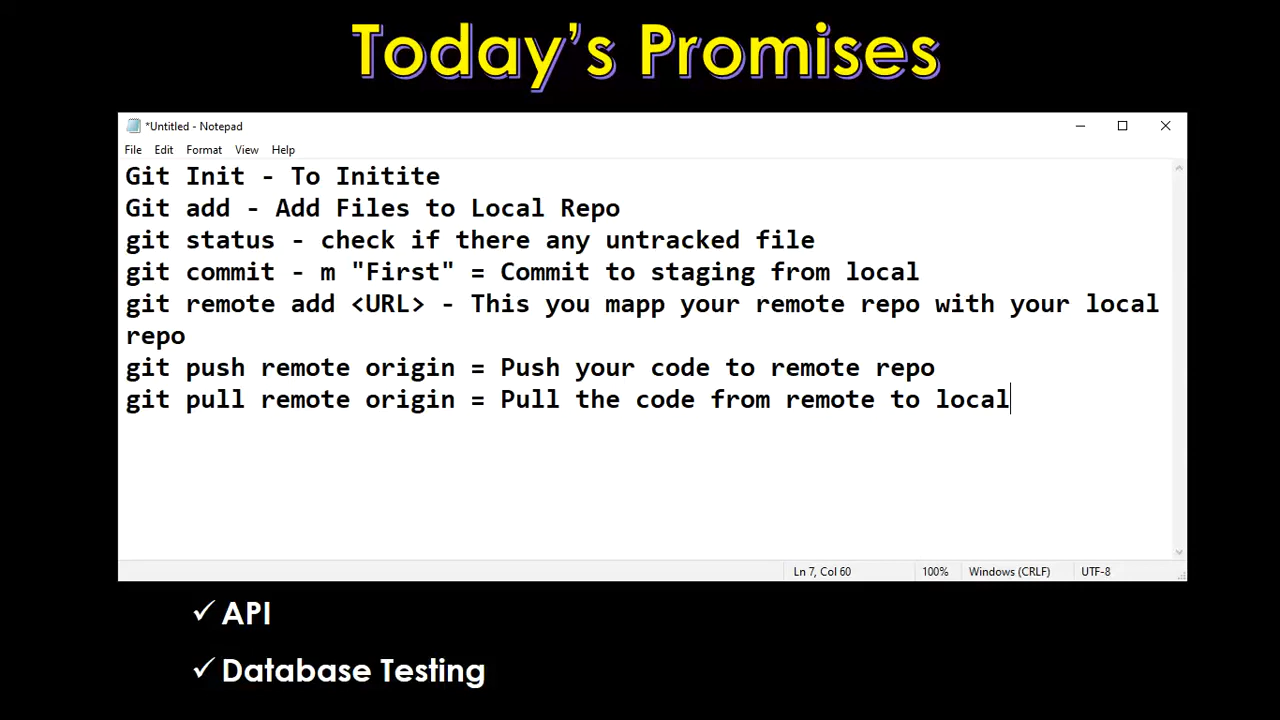 Today's Promises
*Untitled - Notepad
File Edit Format View Help
Git Init - To Initite
Git add - Add Files to Local Repo
git status - check if there any untracked file
git commit - m "First" = Commit to staging from local
git remote add <URL> - This you mapp your remote repo with your local
repo
git push remote origin = Push your code to remote repo
git pull remote origin = Pull the code from remote to local
Ln 7, Col 60 100% Windows (CRLF) UTF-8
✓ API
✓ Database Testing